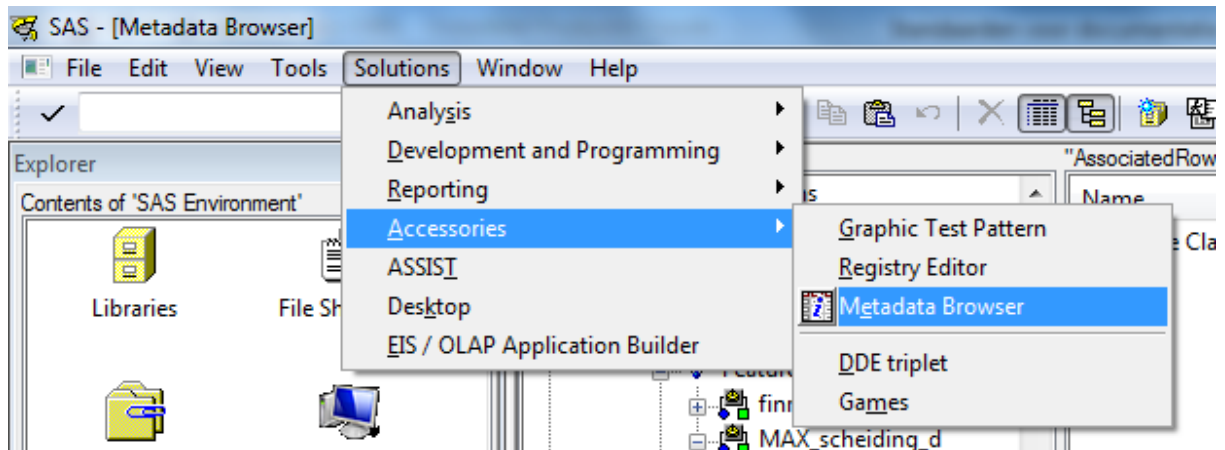 SAS - [Metadata Browser]
File Edit View Tools Solutions Window Help
Explorer
Contents of 'SAS Environment'
Libraries
File Sh
Analysis
Development and Programming
Reporting
Accessories
ASSIST
Desktop
EIS / OLAP Application Builder
Graphic Test Pattern
Registry Editor
Metadata Browser
DDE triplet
Games
"AssociatedRow
Name
Cla
finr
MAX_scheiding_d